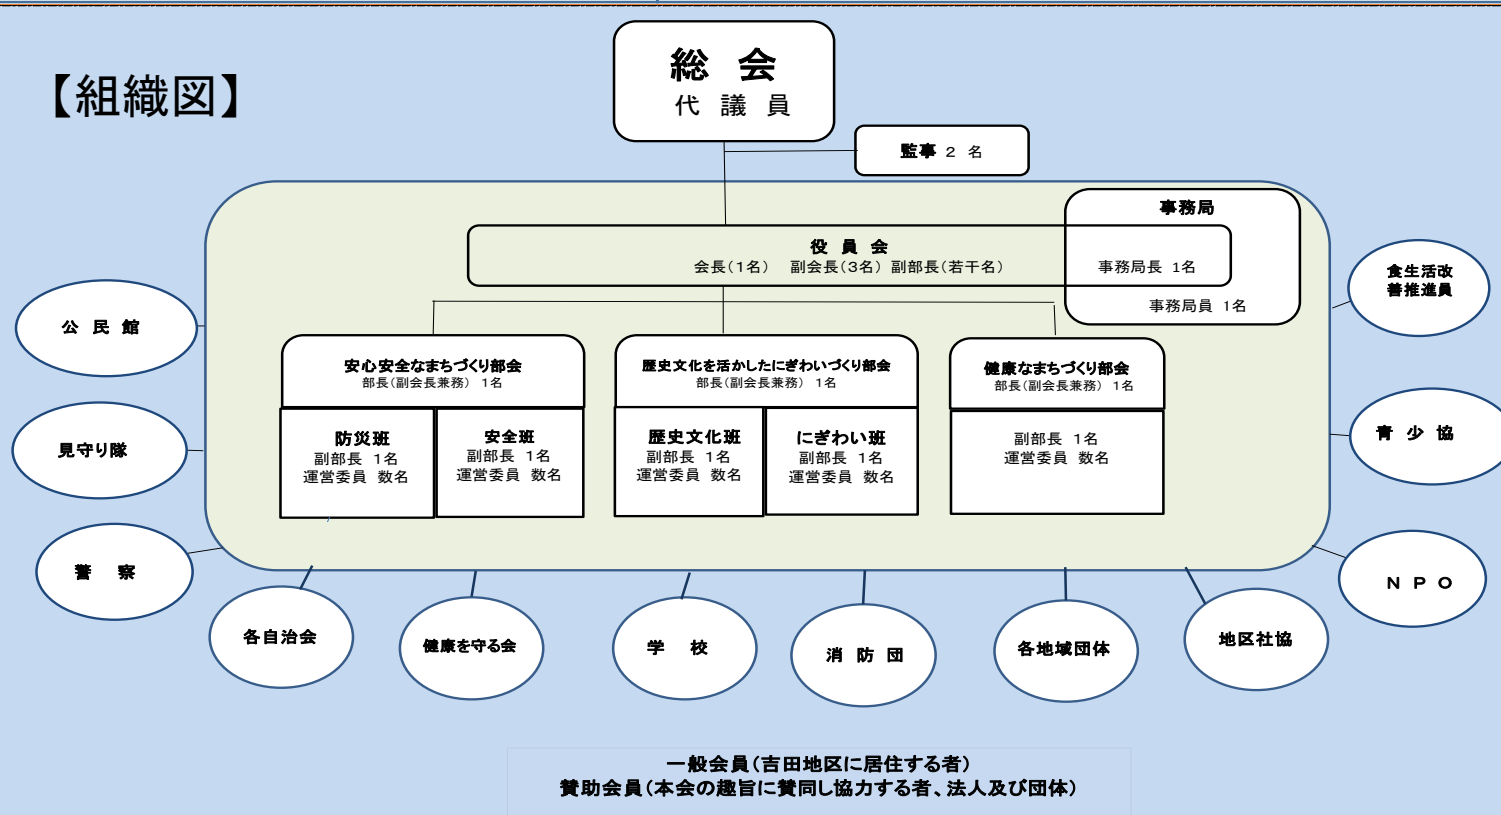 【組織図】
総 会
代 議 員
監事 2 名
事務局
役 員 会
会長(1名) 副会長(3名) 副部長(若干名)
事務局長 1名
事務局員 1名
安心安全なまちづくり部会
部長(副会長兼務) 1名
防災班
副部長 1名
運営委員 数名
安全班
副部長 1名
運営委員 数名
歴史文化を活かしたにぎわいづくり部会
部長(副会長兼務) 1名
歴史文化班
副部長 1名
運営委員 数名
にぎわい班
副部長 1名
運営委員 数名
健康なまちづくり部会
部長(副会長兼務) 1名
副部長 1名
運営委員 数名
公 民 館
見守り隊
警 察
各自治会
健康を守る会
学 校
消 防 団
各地域団体
地区社協
食生活改
善推進員
青 少 協
N P O
一般会員(吉田地区に居住する者)
賛助会員(本会の趣旨に賛同し協力する者、法人及び団体)